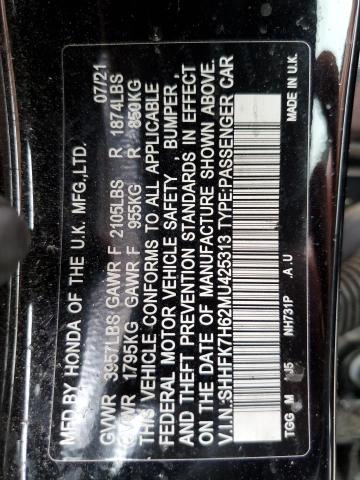 MFD BY HONDA OF THE U.K. MFG.,LTD. 07/21
GVWR 3957LBS GAWR F 2105LBS R 1874LBS
GVWR 1795KG GAWR F 955KG R 850KG
THIS VEHICLE CONFORMS TO ALL APPLICABLE
FEDERAL MOTOR VEHICLE SAFETY , BUMPER ,
AND THEFT PREVENTION STANDARDS IN EFFECT
ON THE DATE OF MANUFACTURE SHOWN ABOVE.
V.I.N.:SHHFK7H62MU425313 TYPE:PASSENGER CAR
TGG M J5 NH731P A.U MADE IN U.K.